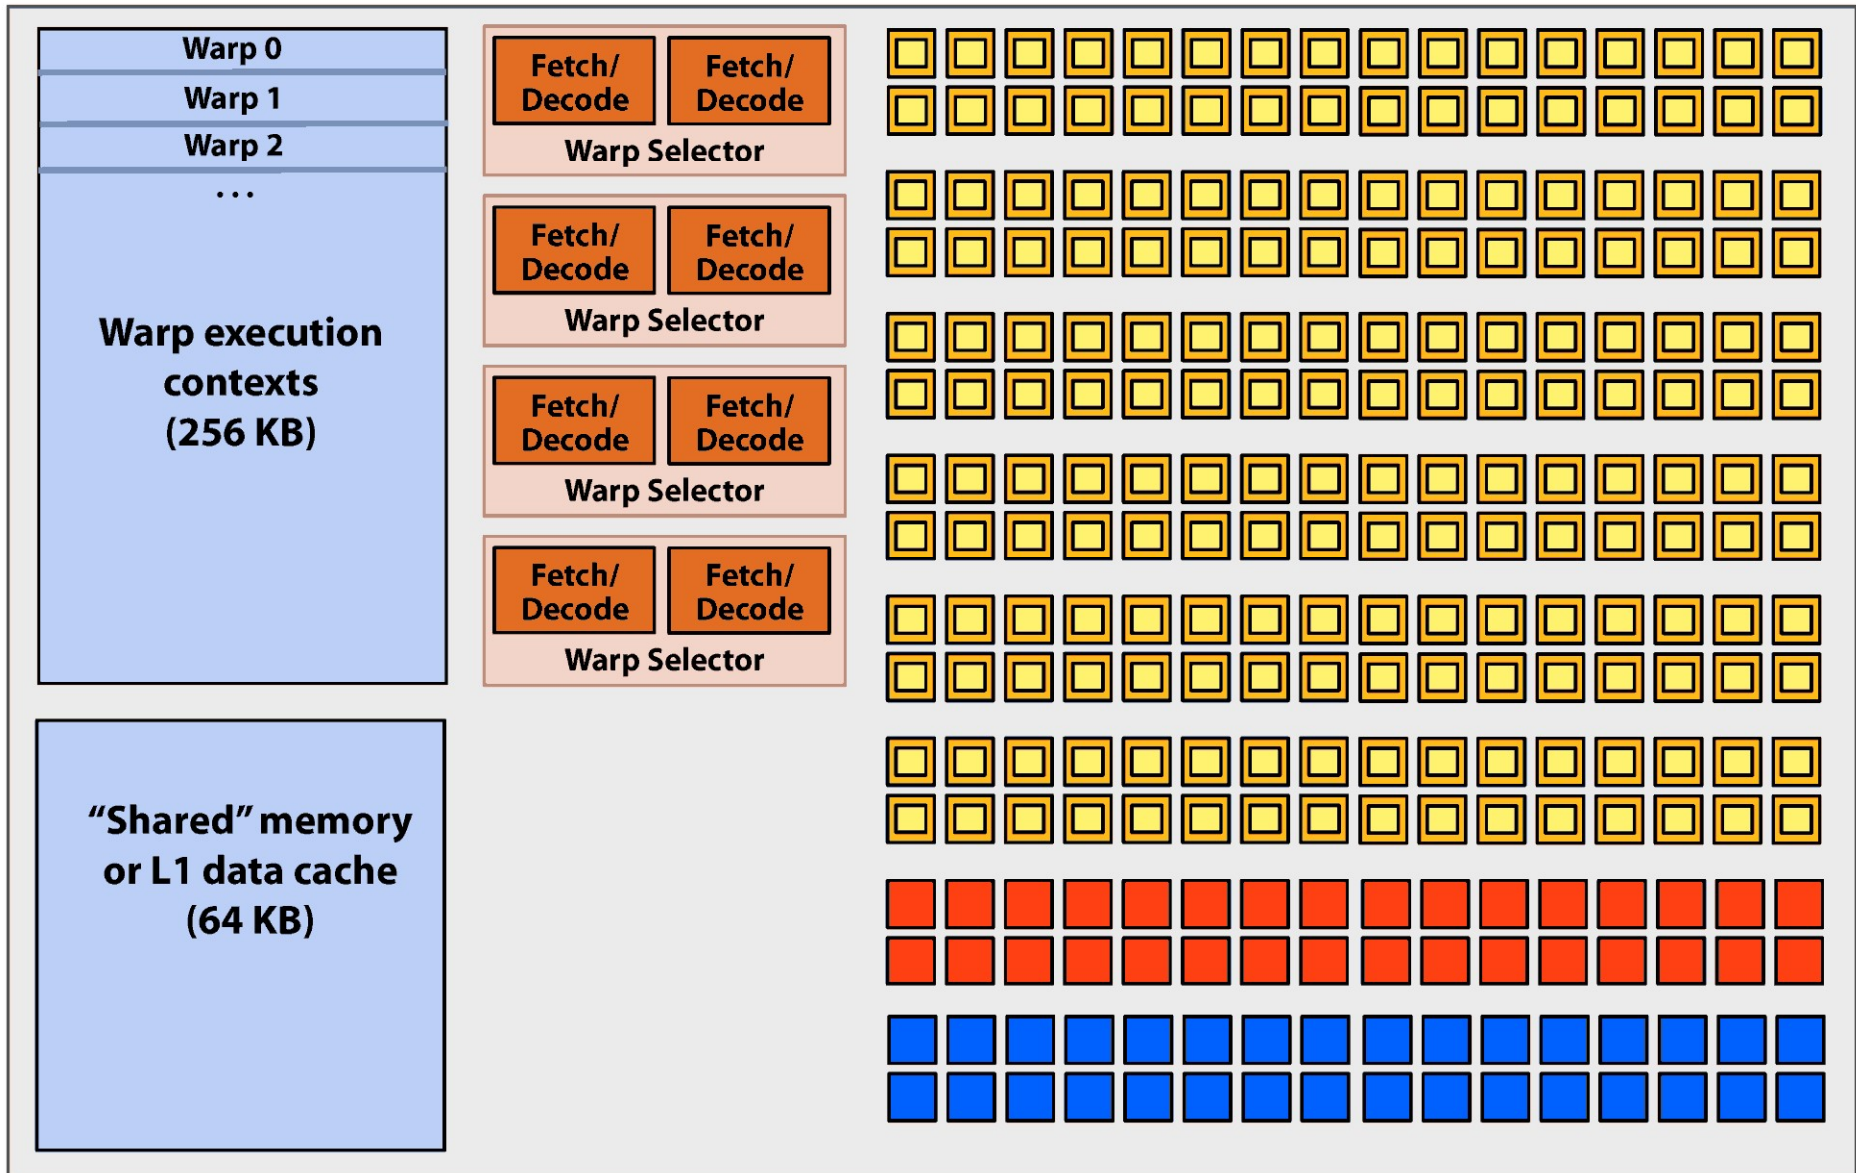 Warp 0
Warp 1
Warp 2
...
Warp execution
contexts
(256 KB)
“Shared” memory
or L1 data cache
(64 KB)
Fetch/
Decode
Fetch/
Decode
Warp Selector
Fetch/
Decode
Fetch/
Decode
Warp Selector
Fetch/
Decode
Fetch/
Decode
Warp Selector
Fetch/
Decode
Fetch/
Decode
Warp Selector